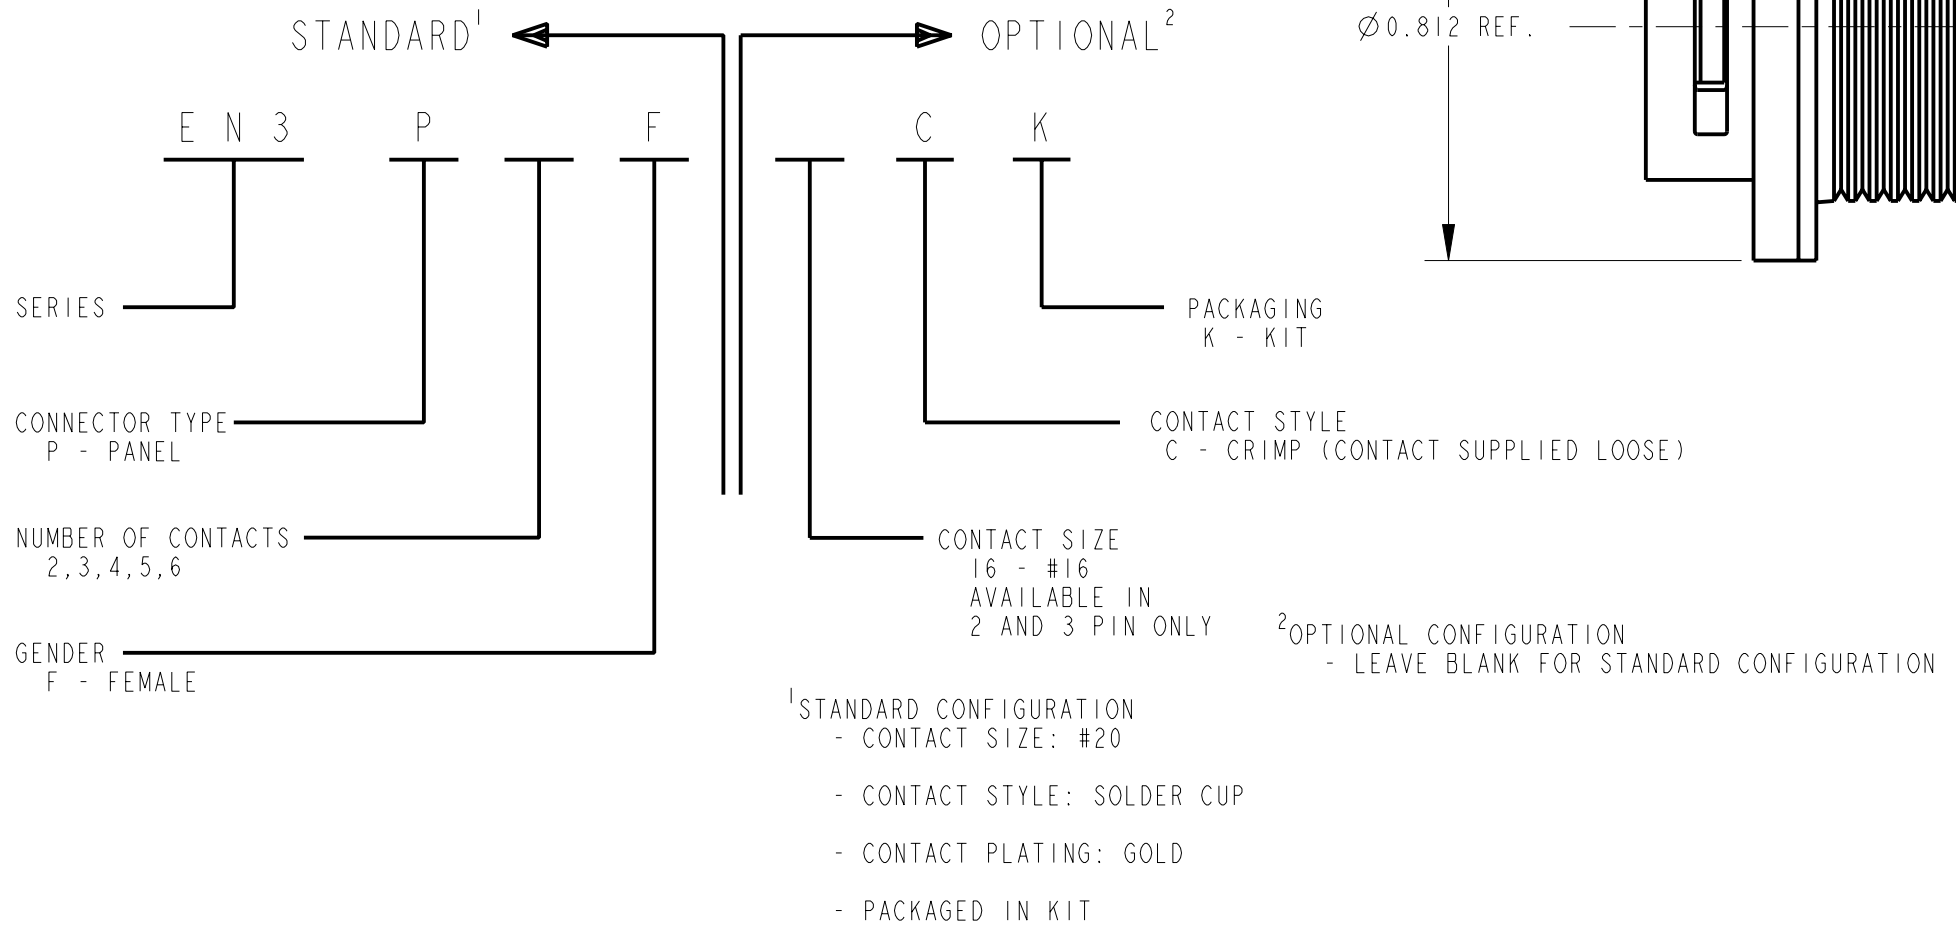 STANDARD¹
OPTIONAL²
Ø0.812 REF.
EN3 P F C K
SERIES
PACKAGING
K - KIT
CONNECTOR TYPE
P - PANEL
CONTACT STYLE
C - CRIMP (CONTACT SUPPLIED LOOSE)
NUMBER OF CONTACTS
2,3,4,5,6
CONTACT SIZE
16 - #16
AVAILABLE IN
2 AND 3 PIN ONLY
GENDER
F - FEMALE
²OPTIONAL CONFIGURATION
- LEAVE BLANK FOR STANDARD CONFIGURATION
¹STANDARD CONFIGURATION
- CONTACT SIZE: #20
- CONTACT STYLE: SOLDER CUP
- CONTACT PLATING: GOLD
- PACKAGED IN KIT